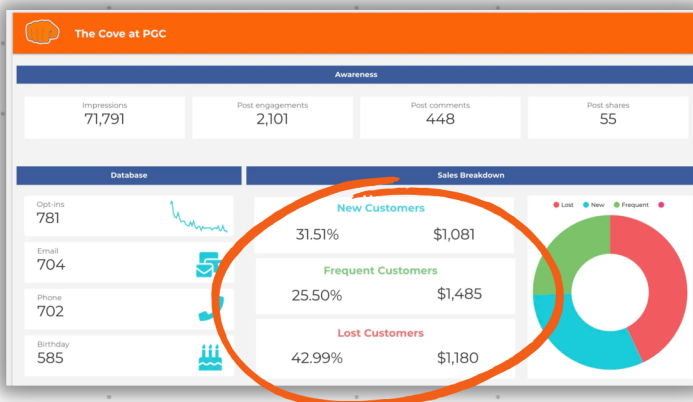 The Cove at PGC
Awareness
Impressions
71,791
Post engagements
2,101
Post comments
448
Post shares
55
Database
Opt-ins
781
Email
704
Phone
702
Birthday
585
Sales Breakdown
New Customers
31.51% $1,081
Frequent Customers
25.50% $1,485
Lost Customers
42.99% $1,180
Lost New Frequent